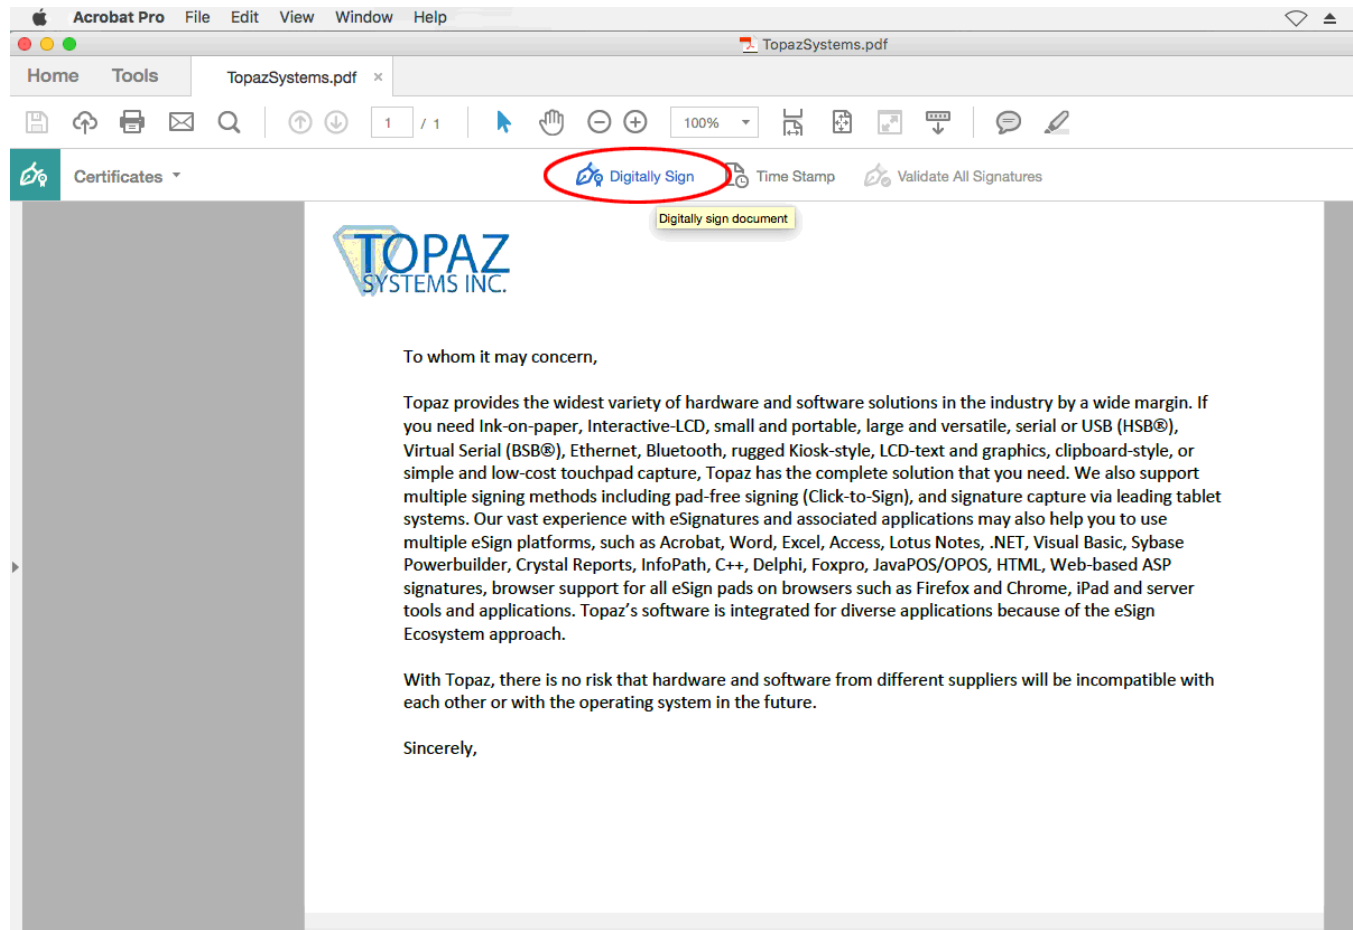 Acrobat Pro File Edit View Window Help
TopazSystems.pdf
Home Tools TopazSystems.pdf ×
1 / 1 100%
Certificates Digitally Sign Time Stamp Validate All Signatures
Digitally sign document
TOPAZ
SYSTEMS INC.
To whom it may concern,
Topaz provides the widest variety of hardware and software solutions in the industry by a wide margin. If
you need Ink-on-paper, Interactive-LCD, small and portable, large and versatile, serial or USB (HSB®),
Virtual Serial (BSB®), Ethernet, Bluetooth, rugged Kiosk-style, LCD-text and graphics, clipboard-style, or
simple and low-cost touchpad capture, Topaz has the complete solution that you need. We also support
multiple signing methods including pad-free signing (Click-to-Sign), and signature capture via leading tablet
systems. Our vast experience with eSignatures and associated applications may also help you to use
multiple eSign platforms, such as Acrobat, Word, Excel, Access, Lotus Notes, .NET, Visual Basic, Sybase
Powerbuilder, Crystal Reports, InfoPath, C++, Delphi, Foxpro, JavaPOS/OPOS, HTML, Web-based ASP
signatures, browser support for all eSign pads on browsers such as Firefox and Chrome, iPad and server
tools and applications. Topaz’s software is integrated for diverse applications because of the eSign
Ecosystem approach.
With Topaz, there is no risk that hardware and software from different suppliers will be incompatible with
each other or with the operating system in the future.
Sincerely,